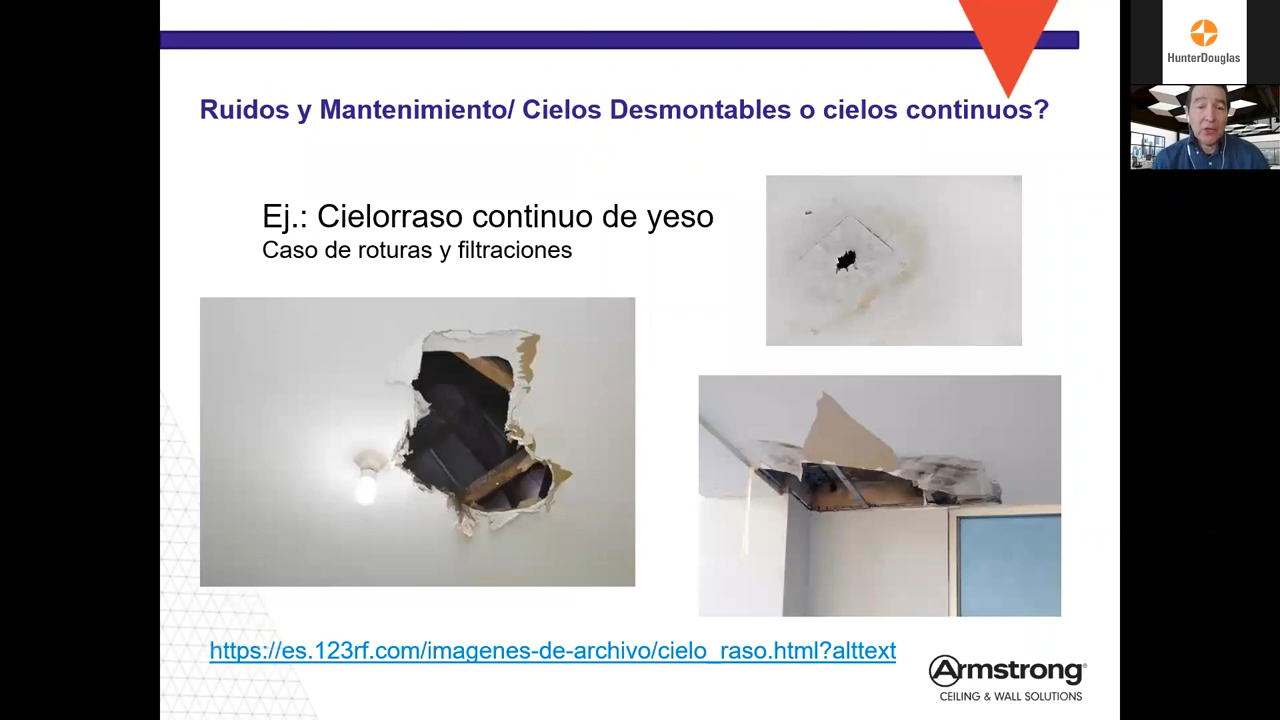 HunterDouglas
Ruidos y Mantenimiento/ Cielos Desmontables o cielos continuos?
Ej.: Cielorraso continuo de yeso
Caso de roturas y filtraciones
https://es.123rf.com/imagenes-de-archivo/cielo_raso.html?alttext
Armstrong®
CEILING & WALL SOLUTIONS